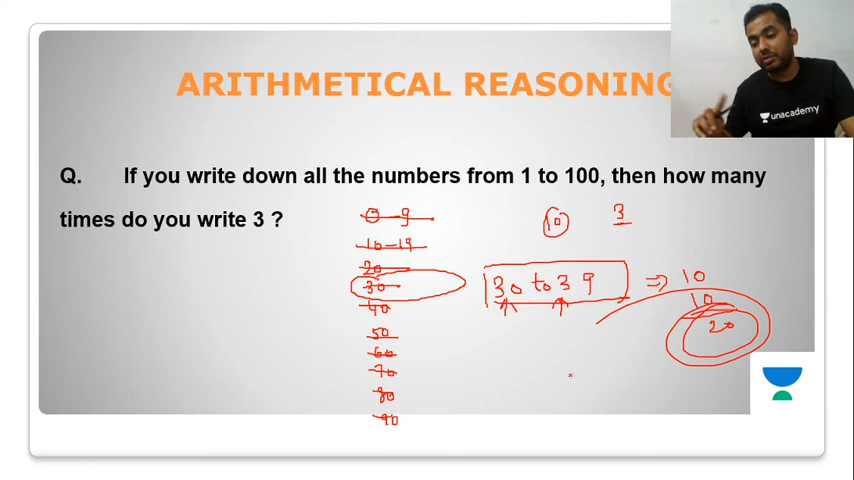 ARITHMETICAL REASONING
unacademy
Q. If you write down all the numbers from 1 to 100, then how many
times do you write 3 ?
0-9
10-19
20
30
40
50
60
70
80
90
10 3
30 to 39 ⇒ 10
10
20